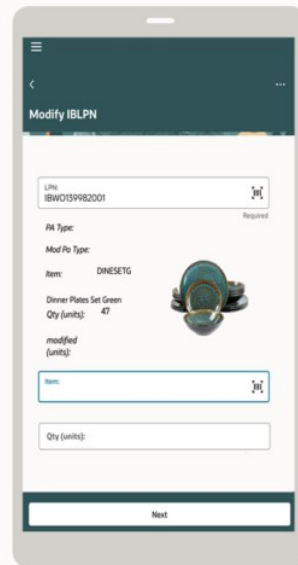 Modify IBLPN
LPN:
IBWO139982001
Required
PA Type:
Mod Pa Type:
Item: DINESETG
Dinner Plates Set Green
Qty (units): 47
modified
(units):
Item:
Qty (units):
Next